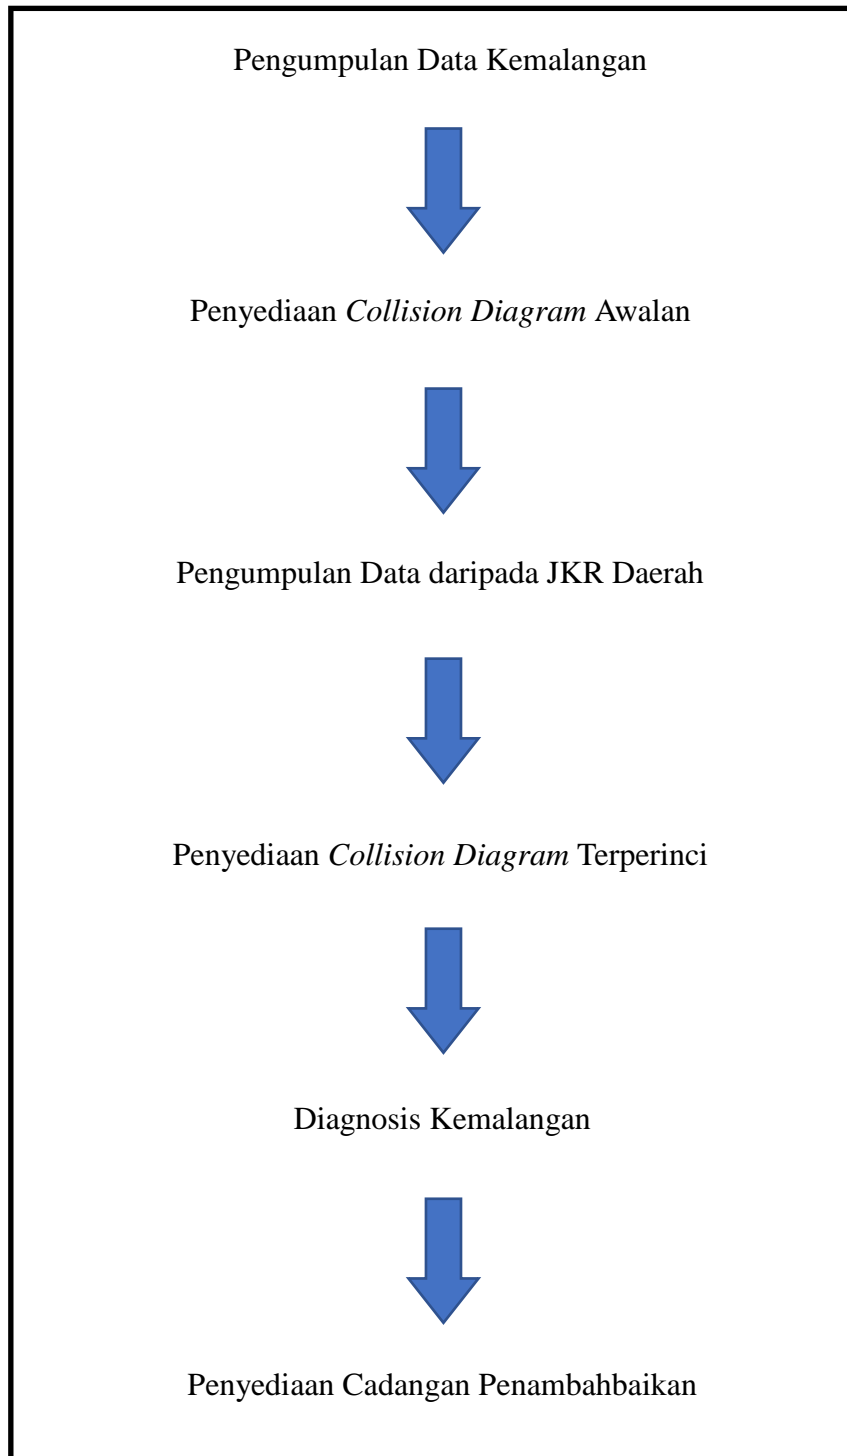 Pengumpulan Data Kemalangan
Penyediaan Collision Diagram Awalan
Pengumpulan Data daripada JKR Daerah
Penyediaan Collision Diagram Terperinci
Diagnosis Kemalangan
Penyediaan Cadangan Penambahbaikan